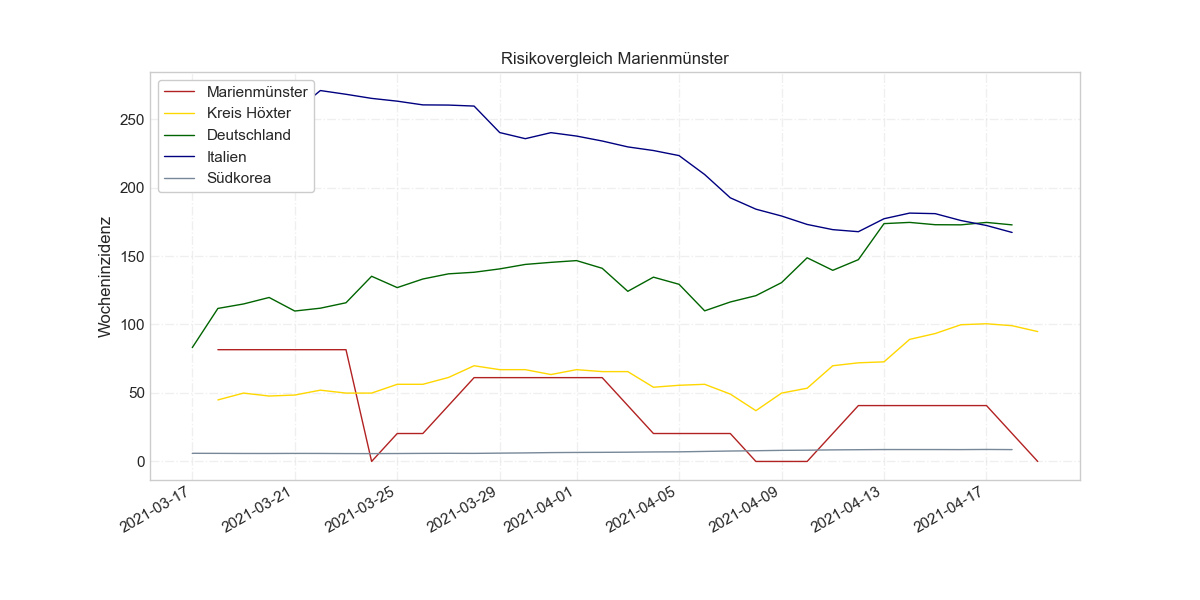 Risikovergleich Marienmünster
Marienmünster
Kreis Höxter
Deutschland
Italien
Südkorea
Wocheninzidenz
250
200
150
100
50
0
2021-03-17
2021-03-21
2021-03-25
2021-03-29
2021-04-01
2021-04-05
2021-04-09
2021-04-13
2021-04-17